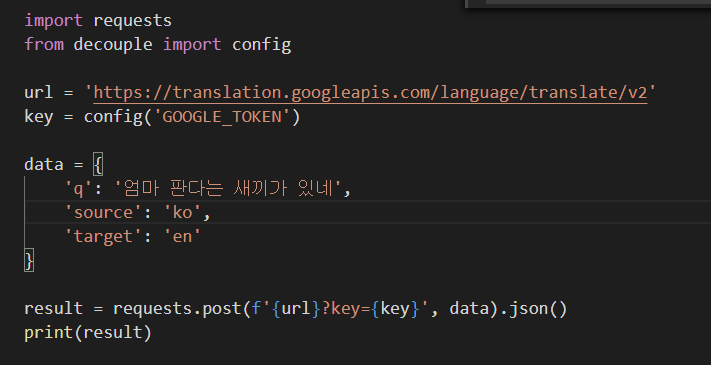 import requests
from decouple import config
url = 'https://translation.googleapis.com/language/translate/v2'
key = config('GOOGLE_TOKEN')
data = {
'q': '엄마 판다는 새끼가 있네',
'source': 'ko',
'target': 'en'
}
result = requests.post(f'{url}?key={key}', data).json()
print(result)